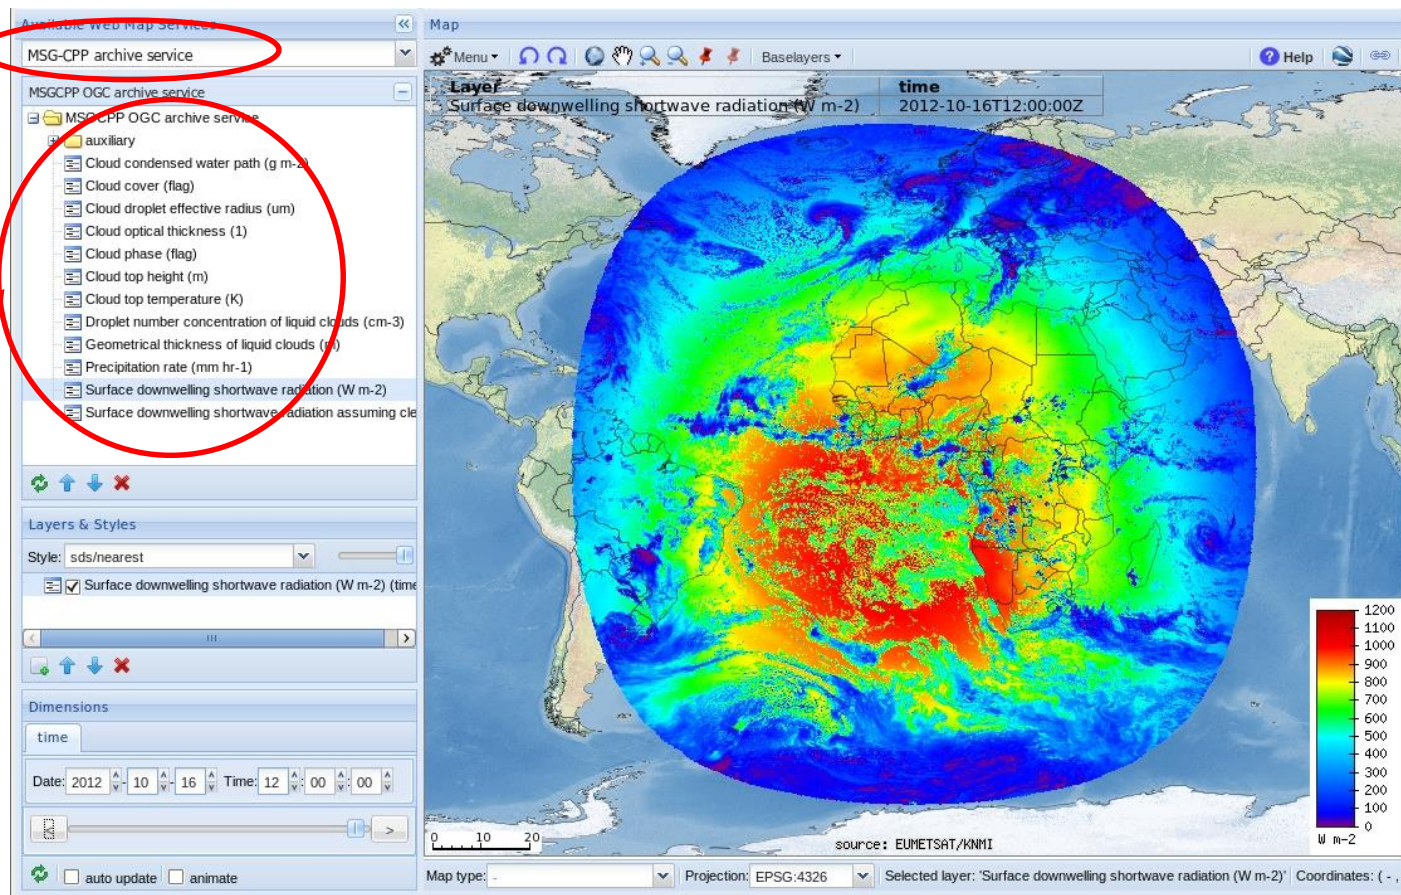 Available Web Map Services
Map
MSG-CPP archive service
Menu
Baselayers
Help
MSGCPP OGC archive service
MSGCPP OGC archive service
auxiliary
Cloud condensed water path (g m-2)
Cloud cover (flag)
Cloud droplet effective radius (um)
Cloud optical thickness (1)
Cloud phase (flag)
Cloud top height (m)
Cloud top temperature (K)
Droplet number concentration of liquid clouds (cm-3)
Geometrical thickness of liquid clouds (m)
Precipitation rate (mm hr-1)
Surface downwelling shortwave radiation (W m-2)
Surface downwelling shortwave radiation assuming cle
Layers & Styles
Style: sds/nearest
Surface downwelling shortwave radiation (W m-2) (time
Dimensions
time
Date: 2012 - 10 - 16 Time: 12 : 00 : 00
>
auto update animate
Layer time
Surface downwelling shortwave radiation (W m-2) 2012-10-16T12:00:00Z
1200
1100
1000
900
800
700
600
500
400
300
200
100
0
W m-2
0 10 20
source: EUMETSAT/KNMI
Map type: - Projection: EPSG:4326 Selected layer: 'Surface downwelling shortwave radiation (W m-2)' Coordinates: ( - ,